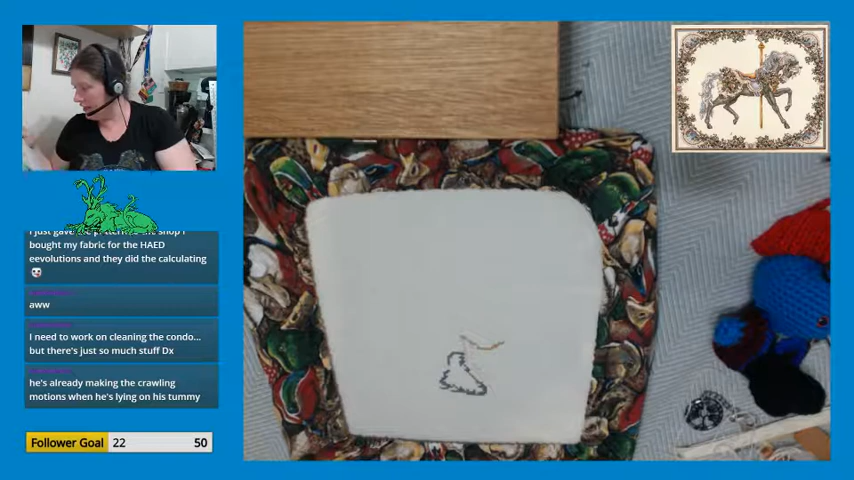 I just gave the shop I
bought my fabric for the HAED
eevolutions and they did the calculating
aww
I need to work on cleaning the condo...
but there's just so much stuff Dx
he's already making the crawling
motions when he's lying on his tummy
Follower Goal 22 50